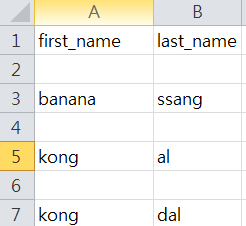 A B
1 first_name last_name
2
3 banana ssang
4
5 kong al
6
7 kong dal